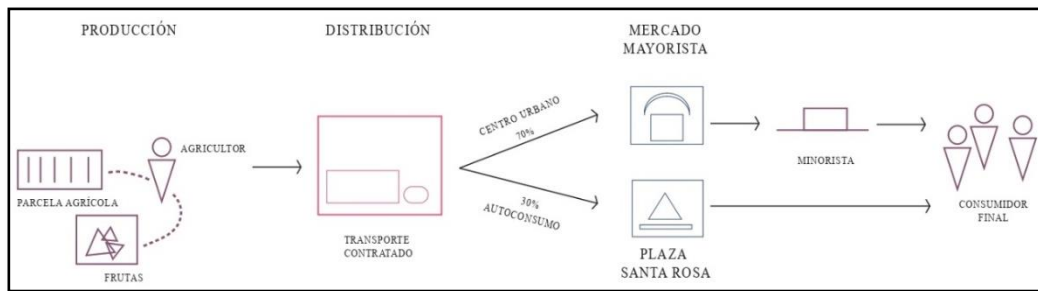 PRODUCCIÓN
DISTRIBUCIÓN
MERCADO
MAYORISTA
CENTRO URBANO
70%
AGRICULTOR
MINORISTA
PARCELA AGRÍCOLA
30%
AUTOCONSUMO
CONSUMIDOR
FINAL
TRANSPORTE
CONTRATADO
PLAZA
SANTA ROSA
FRUTAS